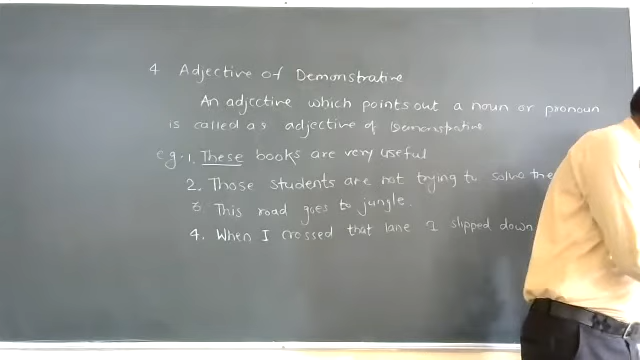 4 Adjective of Demonstrative
An adjective which points out a noun or pronoun
is called as adjective of Demonstrative
e.g. 1. These books are very useful
2. Those students are not trying to solve the
3 This road goes to jungle.
4. When I crossed that lane I slipped down